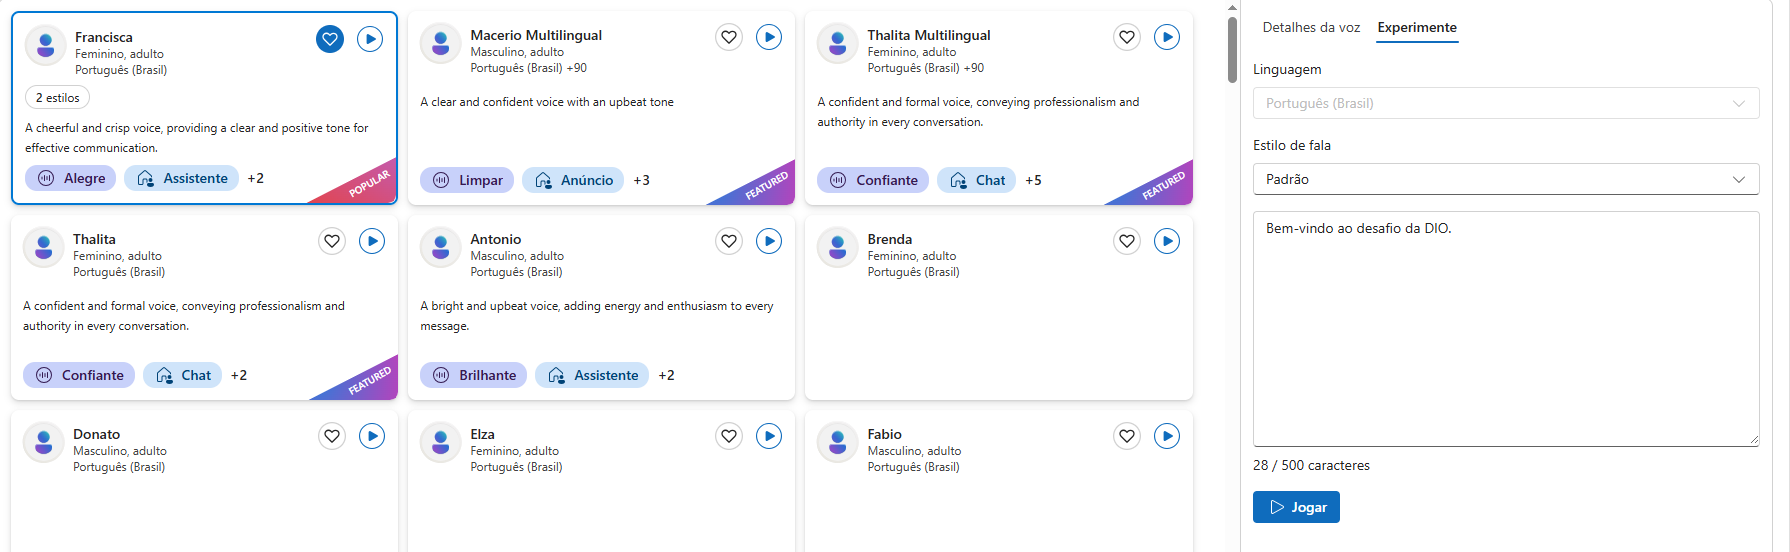 Francisca
Feminino, adulto
Português (Brasil)
2 estilos
A cheerful and crisp voice, providing a clear and positive tone for
effective communication.
Alegre
Assistente
+2
POPULAR
Macerio Multilingual
Masculino, adulto
Português (Brasil) +90
A clear and confident voice with an upbeat tone
Limpar
Anúncio
+3
FEATURED
Thalita Multilingual
Feminino, adulto
Português (Brasil) +90
A confident and formal voice, conveying professionalism and
authority in every conversation.
Confiante
Chat
+5
FEATURED
Thalita
Feminino, adulto
Português (Brasil)
A confident and formal voice, conveying professionalism and
authority in every conversation.
Confiante
Chat
+2
FEATURED
Antonio
Masculino, adulto
Português (Brasil)
A bright and upbeat voice, adding energy and enthusiasm to every
message.
Brilhante
Assistente
+2
Brenda
Feminino, adulto
Português (Brasil)
Donato
Masculino, adulto
Português (Brasil)
Elza
Feminino, adulto
Português (Brasil)
Fabio
Masculino, adulto
Português (Brasil)
Detalhes da voz
Experimente
Linguagem
Português (Brasil)
Estilo de fala
Padrão
Bem-vindo ao desafio da DIO.
28 / 500 caracteres
Jogar